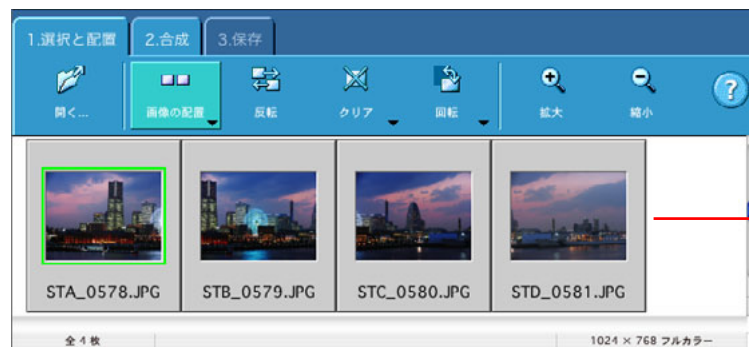 1.選択と配置 2.合成 3.保存
開く... 画像の配置 反転 クリア 回転 拡大 縮小 ?
STA_0578.JPG STB_0579.JPG STC_0580.JPG STD_0581.JPG
全 4 枚 1024 × 768 フルカラー